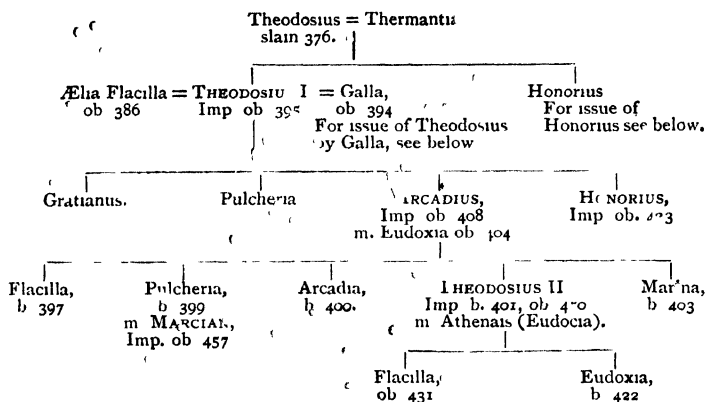 Theodosius = Thermantia
slain 376.
Ælia Flacilla = THEODOSIU I = Galla,
ob 386 Imp ob 395 ob 394
Honorius
For issue of Theodosius
by Galla, see below
For issue of
Honorius see below.
Gratianus. Pulcheria ARCADIUS, HONORIUS,
Imp ob 408 Imp ob.
m. Eudoxia ob 404
Flacilla, Pulcheria, Arcadia, THEODOSIUS II Marina,
b 397 b 399 b 400. Imp b. 401, ob b 403
m MARCIAN, m Athenais (Eudocia).
Imp. ob 457
Flacilla, Eudoxia,
ob 431 b 422